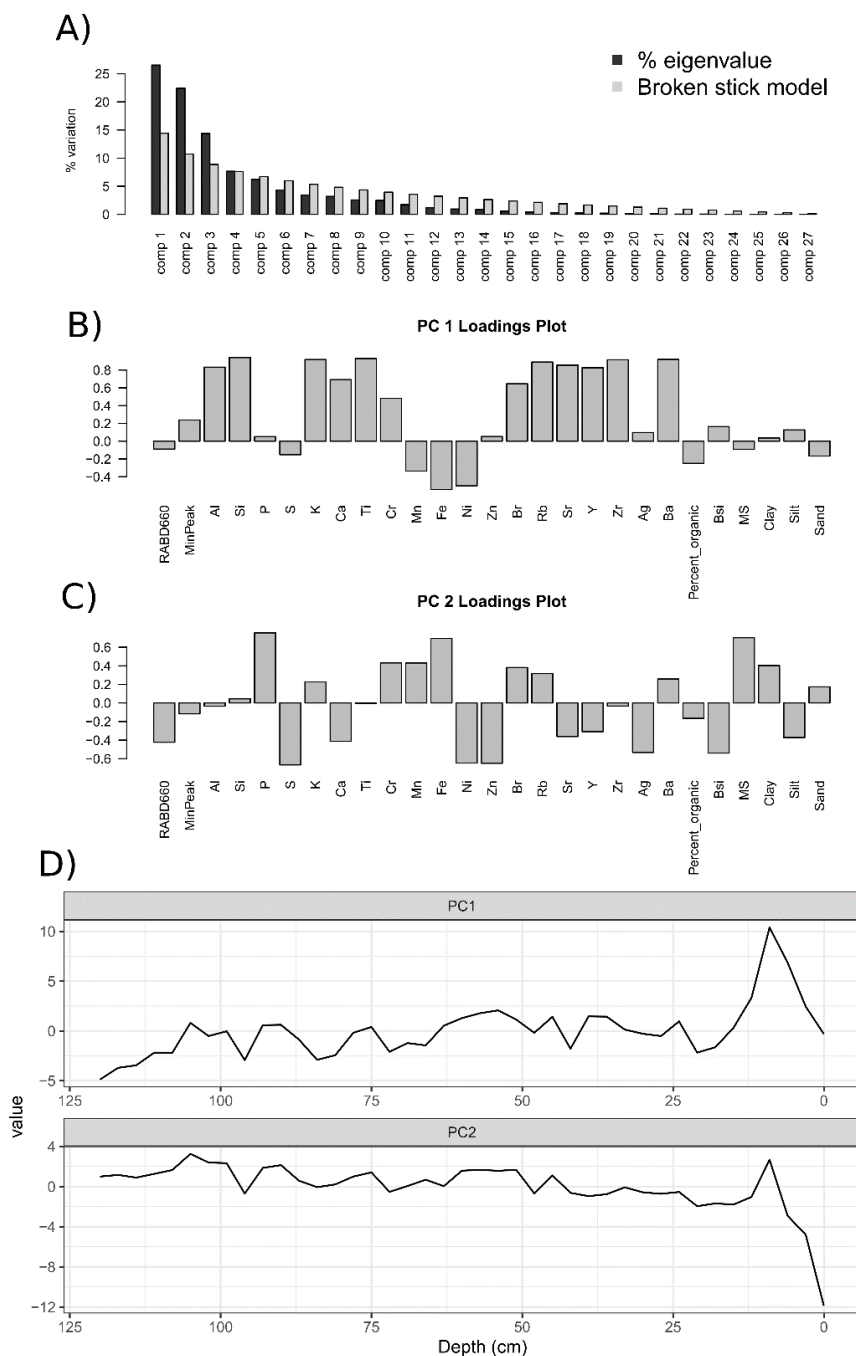 A)
% eigenvalue
Broken stick model
% variation
25
20
15
10
5
0
comp 1
comp 2
comp 3
comp 4
comp 5
comp 6
comp 7
comp 8
comp 9
comp 10
comp 11
comp 12
comp 13
comp 14
comp 15
comp 16
comp 17
comp 18
comp 19
comp 20
comp 21
comp 22
comp 23
comp 24
comp 25
comp 26
comp 27
B)
PC 1 Loadings Plot
0.8
0.6
0.4
0.2
0.0
−0.2
−0.4
RABD660
MinPeak
Al
Si
P
S
K
Ca
Ti
Cr
Mn
Fe
Ni
Zn
Br
Rb
Sr
Y
Zr
Ag
Ba
Percent_organic
Bsi
MS
Clay
Silt
Sand
C)
PC 2 Loadings Plot
0.6
0.4
0.2
0.0
−0.2
−0.4
−0.6
RABD660
MinPeak
Al
Si
P
S
K
Ca
Ti
Cr
Mn
Fe
Ni
Zn
Br
Rb
Sr
Y
Zr
Ag
Ba
Percent_organic
Bsi
MS
Clay
Silt
Sand
D)
PC1
10
5
0
−5
125 100 75 50 25 0
value
PC2
4
0
−4
−8
−12
125 100 75 50 25 0
Depth (cm)